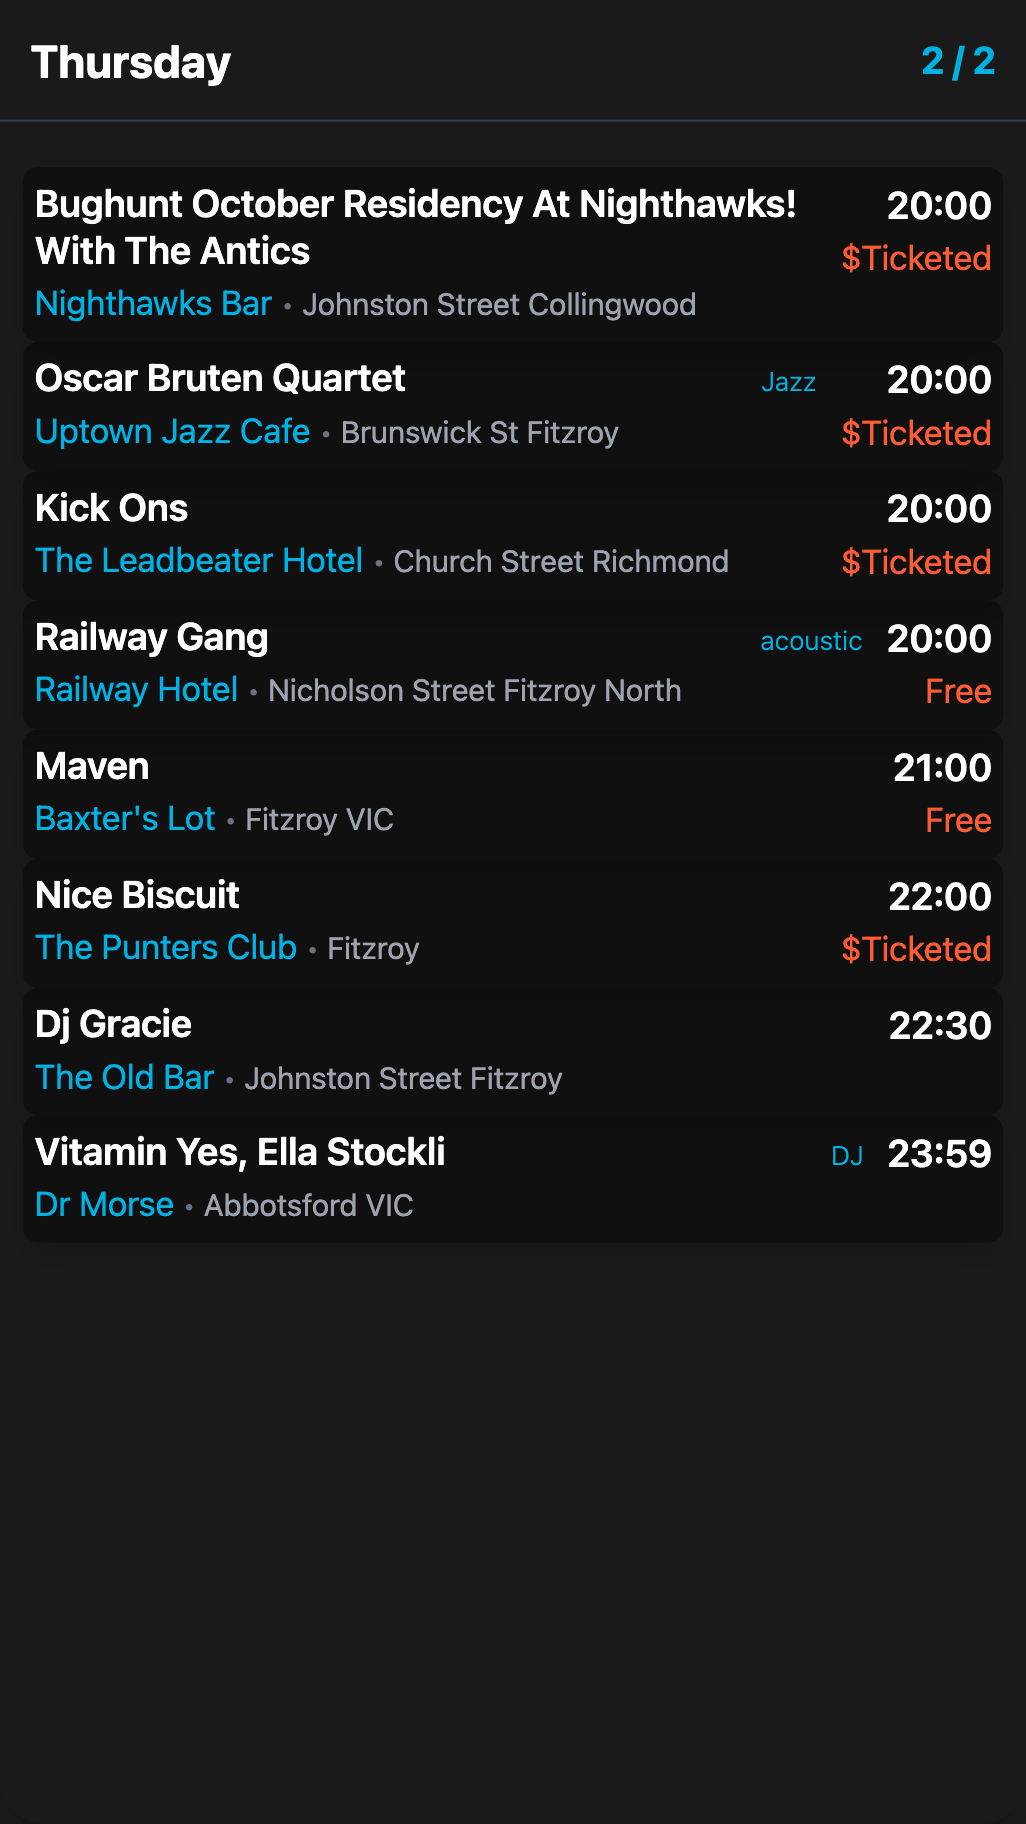 Thursday 2 / 2
Bughunt October Residency At Nighthawks! 20:00
With The Antics $Ticketed
Nighthawks Bar • Johnston Street Collingwood
Oscar Bruten Quartet Jazz 20:00
Uptown Jazz Cafe • Brunswick St Fitzroy $Ticketed
Kick Ons 20:00
The Leadbeater Hotel • Church Street Richmond $Ticketed
Railway Gang acoustic 20:00
Railway Hotel • Nicholson Street Fitzroy North Free
Maven 21:00
Baxter's Lot • Fitzroy VIC Free
Nice Biscuit 22:00
The Punters Club • Fitzroy $Ticketed
Dj Gracie 22:30
The Old Bar • Johnston Street Fitzroy
Vitamin Yes, Ella Stockli DJ 23:59
Dr Morse • Abbotsford VIC